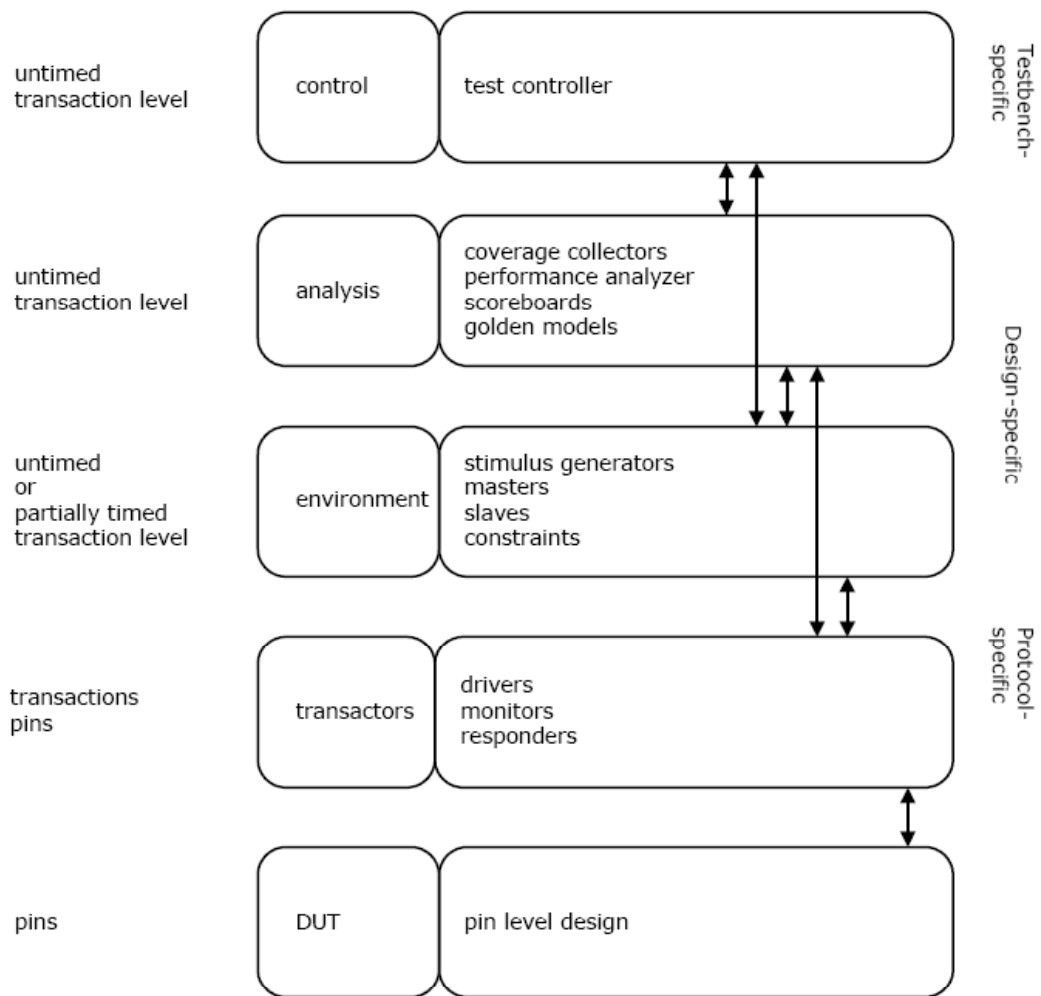 untimed
transaction level
control
test controller
Testbench-
specific
untimed
transaction level
analysis
coverage collectors
performance analyzer
scoreboards
golden models
Design-specific
untimed
or
partially timed
transaction level
environment
stimulus generators
masters
slaves
constraints
transactions
pins
transactors
drivers
monitors
responders
Protocol-
specific
pins
DUT
pin level design